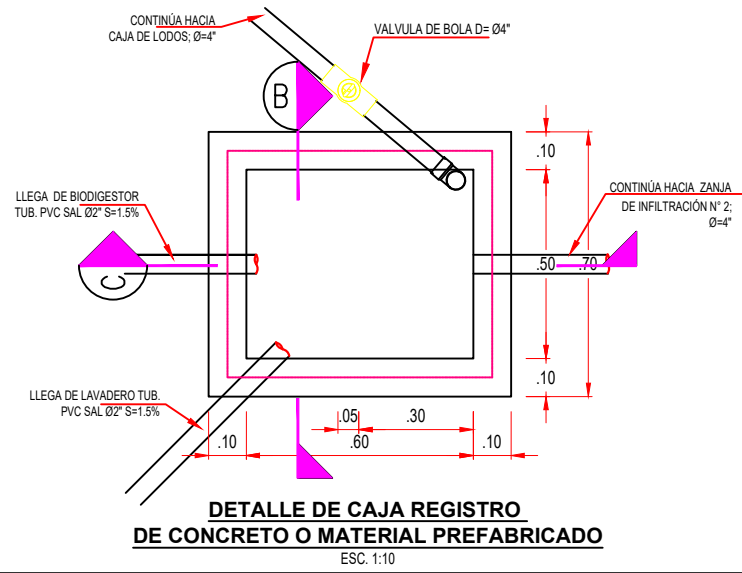 CONTINÚA HACIA
CAJA DE LODOS; Ø=4"
VALVULA DE BOLA D= Ø4"
B
.10
LLEGA DE BIODIGESTOR
TUB. PVC SAL Ø2" S=1.5%
CONTINÚA HACIA ZANJA
DE INFILTRACIÓN N° 2;
Ø=4"
C
.50
.70
.10
LLEGA DE LAVADERO TUB.
PVC SAL Ø2" S=1.5%
.05
.30
.10
.60
.10
DETALLE DE CAJA REGISTRO
DE CONCRETO O MATERIAL PREFABRICADO
ESC. 1:10